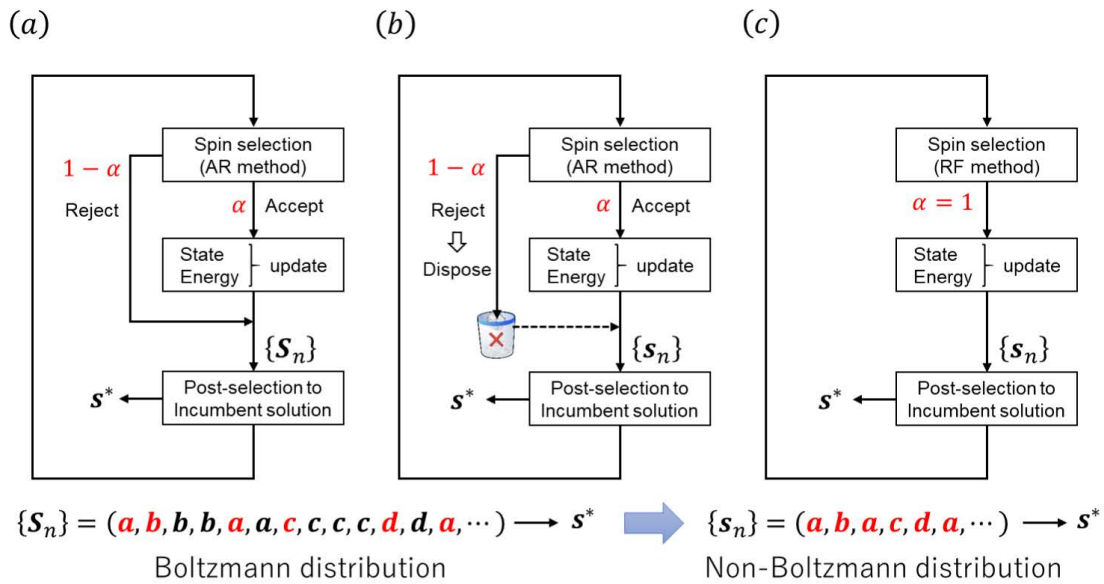 (a)
Spin selection
(AR method)
1 − α
Reject
α Accept
State
Energy
update
{S_n}
s* Post-selection to
Incumbent solution
(b)
Spin selection
(AR method)
1 − α
Reject
α Accept
Dispose
State
Energy
update
{s_n}
s* Post-selection to
Incumbent solution
(c)
Spin selection
(RF method)
α = 1
State
Energy
update
{s_n}
s* Post-selection to
Incumbent solution
{S_n} = (a, b, b, b, a, a, c, c, c, c, d, d, a, ⋯) → s*
Boltzmann distribution
{s_n} = (a, b, a, c, d, a, ⋯) → s*
Non-Boltzmann distribution